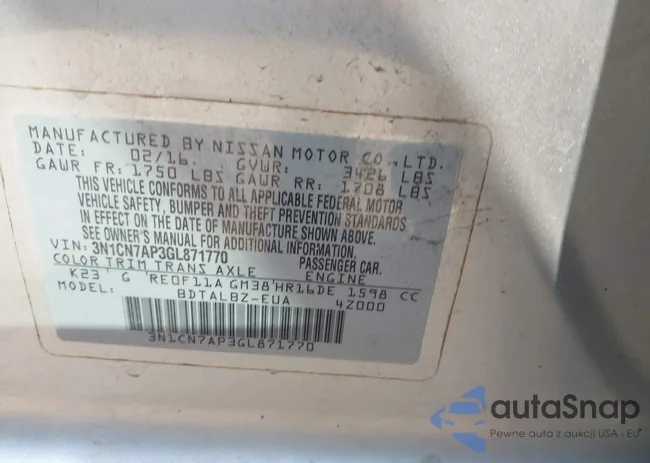 MANUFACTURED BY NISSAN MOTOR CO., LTD.
DATE: 02/16. GVWR: 3426 LBS
GAWR FR: 1750 LBS GAWR RR: 1708 LBS
THIS VEHICLE CONFORMS TO ALL APPLICABLE FEDERAL MOTOR
VEHICLE SAFETY, BUMPER AND THEFT PREVENTION STANDARDS
IN EFFECT ON THE DATE OF MANUFACTURE SHOWN ABOVE.
SEE OWNER'S MANUAL FOR ADDITIONAL INFORMATION.
VIN: 3N1CN7AP3GL871770 PASSENGER CAR.
COLOR TRIM TRANS AXLE ENGINE
K23' G RE0F11A GM38'HR16DE 1598 CC
MODEL: BDTALBZ-EUA 4Z000
3N1CN7AP3GL871770
autaSnap
Pewne auta z aukcji USA i EU